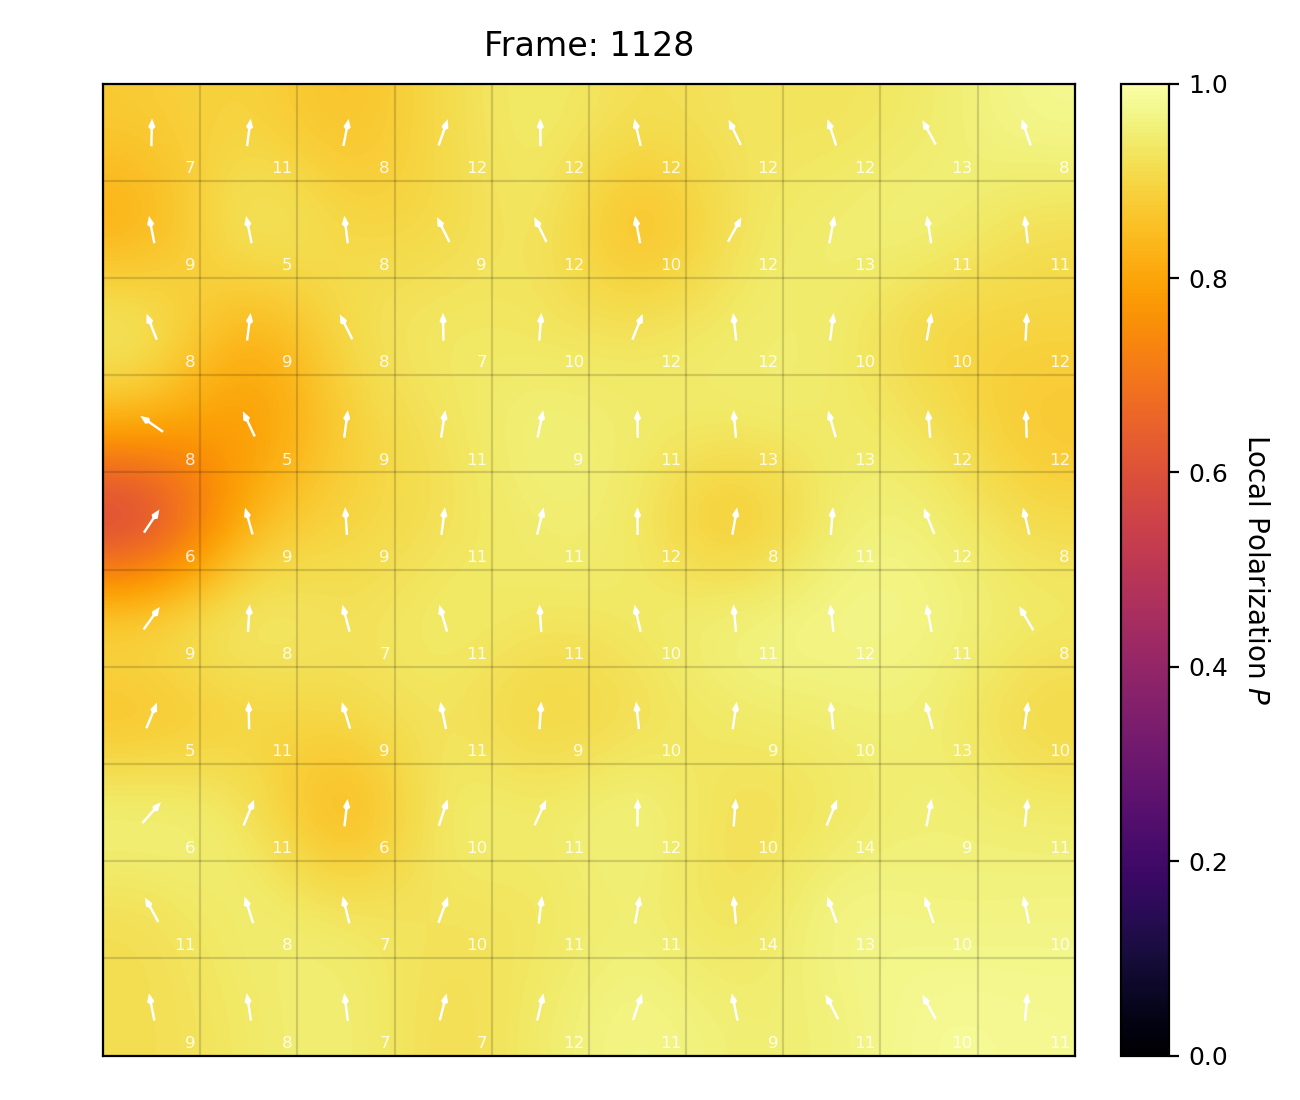 Frame: 1128
7 11 8 12 12 12 12 12 13 8
9 5 8 9 12 10 12 13 11 11
8 9 8 7 10 12 12 10 10 12
8 5 9 11 9 11 13 13 12 12
6 9 9 11 11 12 8 11 12 8
9 8 7 11 11 10 11 12 11 8
5 11 9 11 9 10 9 10 13 10
6 11 6 10 11 12 10 14 9 11
11 8 7 10 11 11 14 13 10 10
9 8 7 7 12 11 9 11 10 11
1.0
0.8
0.6
0.4
0.2
0.0
Local Polarization P